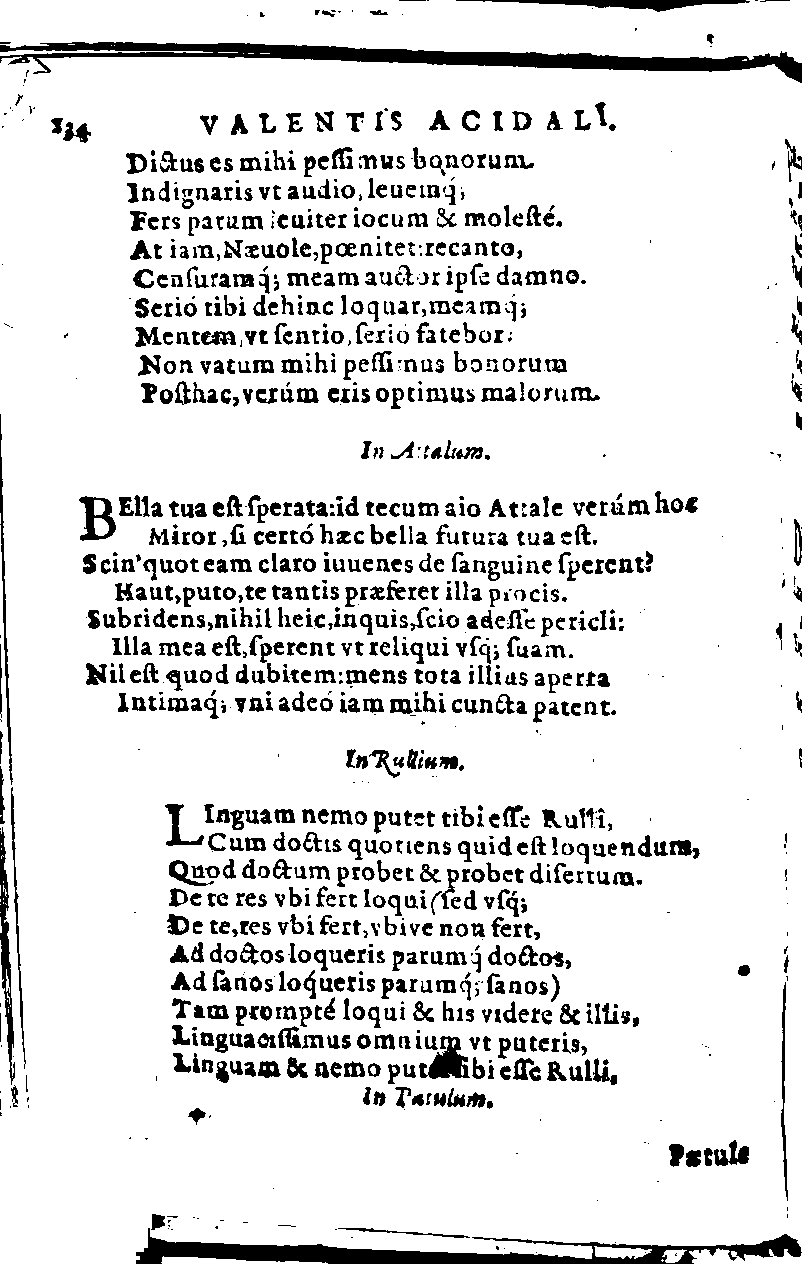 134 VALENTIS ACIDALI.
Dictus es mihi peſſimus bonorum.
Indignaris vt audio, leuemq́;
Fers parum leuiter iocum & moleſté.
At iam, Næuole, pœnitet: recanto,
Cenſuramq́; meam auctor ipſe damno.
Serió tibi dehinc loquar, meamq́;
Mentem, vt ſentio, ſerió fatebor:
Non vatum mihi peſſimus bonorum
Poſthac, verúm eris optimus malorum.
In Attalum.
BElla tua eſt ſperata: id tecum aio Attale verúm hoc
Miror, ſi certó hæc bella futura tua eſt.
Scin' quot eam claro iuuenes de ſanguine ſperent?
Haut, puto, te tantis præferet illa procis.
Subridens, nihil heic, inquis, ſcio adeſſe pericli:
Illa mea eſt, ſperent vt reliqui vſq; ſuam.
Nil eſt quod dubitem: mens tota illius aperta
Intimaq́; vni adeó iam mihi cuncta patent.
In Rullium.
LInguam nemo putet tibi eſſe Rullî,
Cum doctis quotiens quid eſt loquendum,
Quod doctum probet & probet diſertum.
De te res vbi fert loqui (ſed vſq́;
De te, res vbi fert, vbive non fert,
Ad doctos loqueris parumq́ doctos,
Ad ſanos loqueris parumq́; ſanos)
Tam prompté loqui & his videre & illis,
Linguaciſſimus omnium vt puteris,
Linguam & nemo putet tibi eſſe Rulli.
In Pætulum.
Pætule